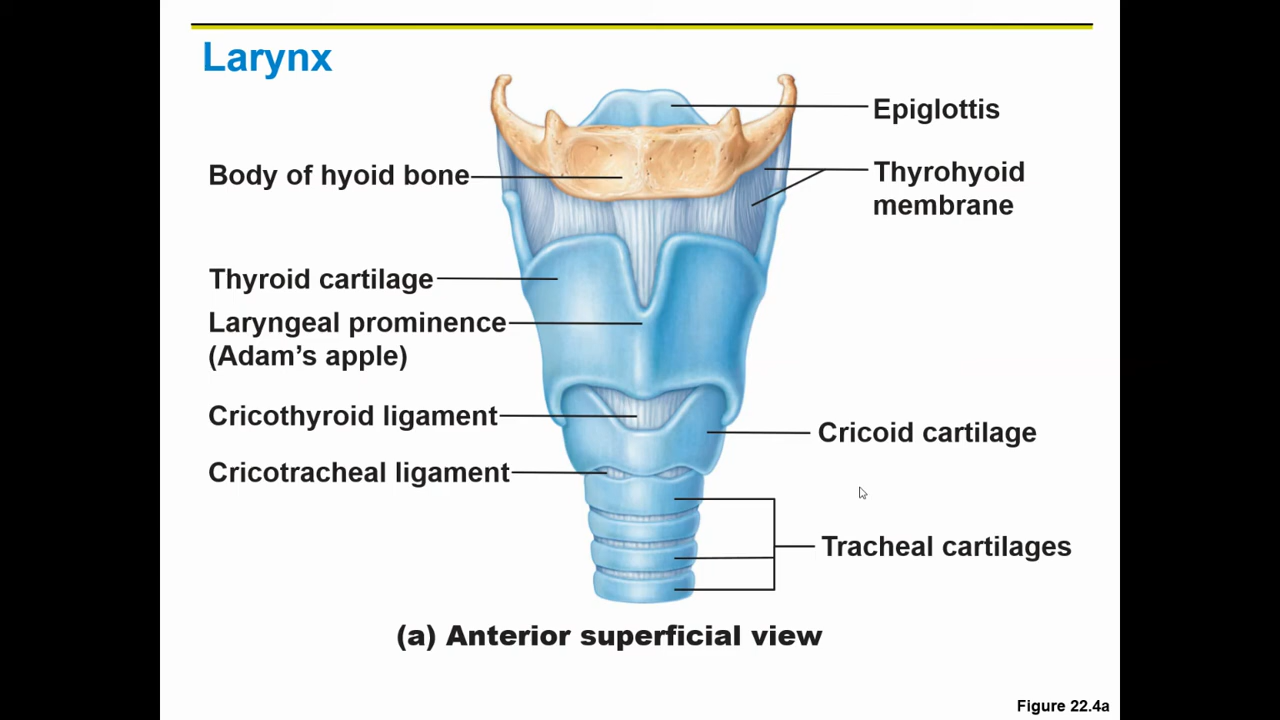 Larynx
Epiglottis
Body of hyoid bone
Thyrohyoid
membrane
Thyroid cartilage
Laryngeal prominence
(Adam’s apple)
Cricothyroid ligament
Cricoid cartilage
Cricotracheal ligament
Tracheal cartilages
(a) Anterior superficial view
Figure 22.4a